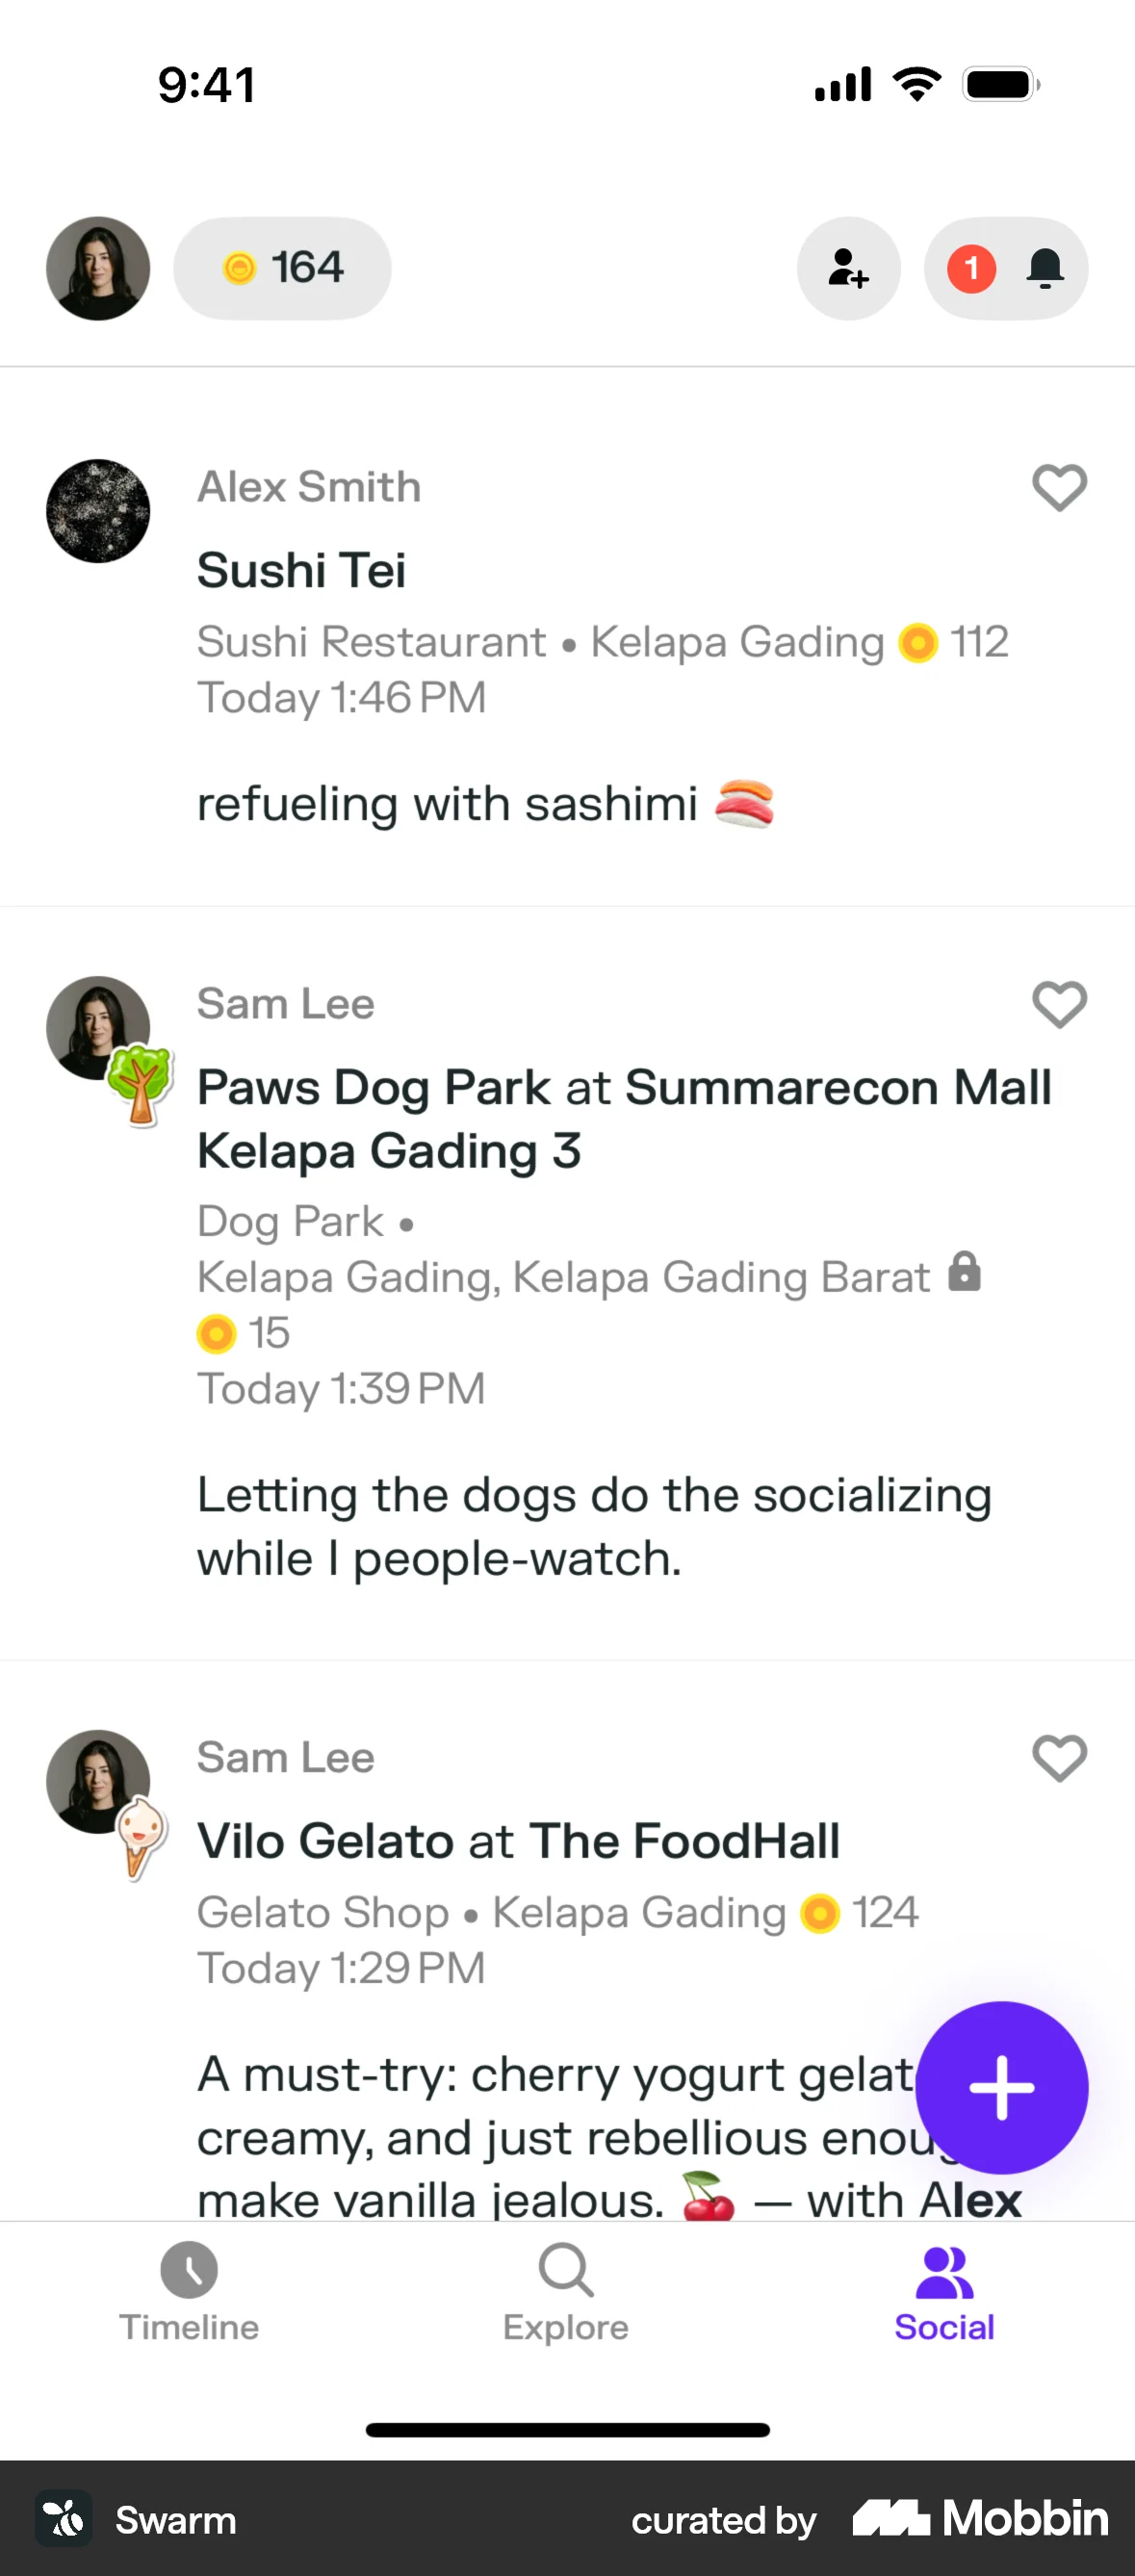 9:41
164
1
Alex Smith
Sushi Tei
Sushi Restaurant • Kelapa Gading 112
Today 1:46 PM
refueling with sashimi 🍣
Sam Lee
Paws Dog Park at Summarecon Mall
Kelapa Gading 3
Dog Park •
Kelapa Gading, Kelapa Gading Barat
15
Today 1:39 PM
Letting the dogs do the socializing
while I people-watch.
Sam Lee
Vilo Gelato at The FoodHall
Gelato Shop • Kelapa Gading 124
Today 1:29 PM
A must-try: cherry yogurt
creamy, and just rebellious
make vanilla jealous. 🍒 — with Alex
Timeline
Explore
Social
Swarm
curated by Mobbin